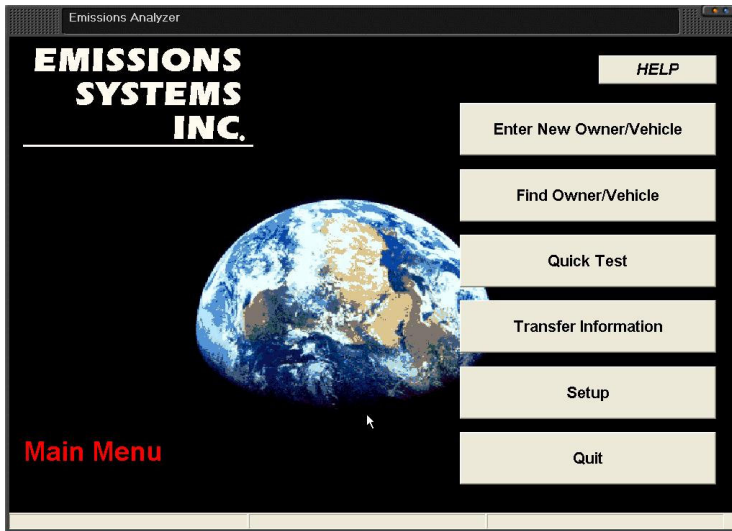 Emissions Analyzer
EMISSIONS
SYSTEMS
INC.
HELP
Enter New Owner/Vehicle
Find Owner/Vehicle
Quick Test
Transfer Information
Setup
Main Menu
Quit